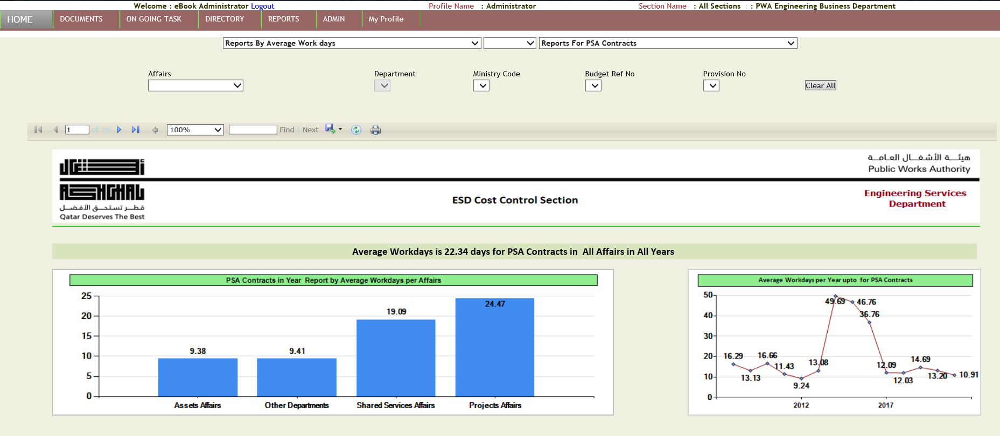 Welcome : eBook Administrator Logout Profile Name : Administrator Section Name : All Sections : : PWA Engineering Business Department
HOME DOCUMENTS ON GOING TASK DIRECTORY REPORTS ADMIN My Profile
Reports By Average Work days Reports For PSA Contracts
Affairs Department Ministry Code Budget Ref No Provision No
Clear All
1 of 79 100% Find | Next
أشغال
هيئـة الأشـغـال العـامـة
Public Works Authority
ASHGHAL
قـطـر تسـتحـق الأفـضـل
Qatar Deserves The Best
ESD Cost Control Section
Engineering Services
Department
Average Workdays is 22.34 days for PSA Contracts in All Affairs in All Years
PSA Contracts in Year Report by Average Workdays per Affairs
25
20
15
10
5
0
9.38
9.41
19.09
24.47
Assets Affairs Other Departments Shared Services Affairs Projects Affairs
Average Workdays per Year upto for PSA Contracts
50
40
30
20
10
0
16.29
13.13
16.66
11.43
9.24
13.08
49.69
46.76
36.76
12.09
12.03
14.69
13.20
10.91
2012 2017